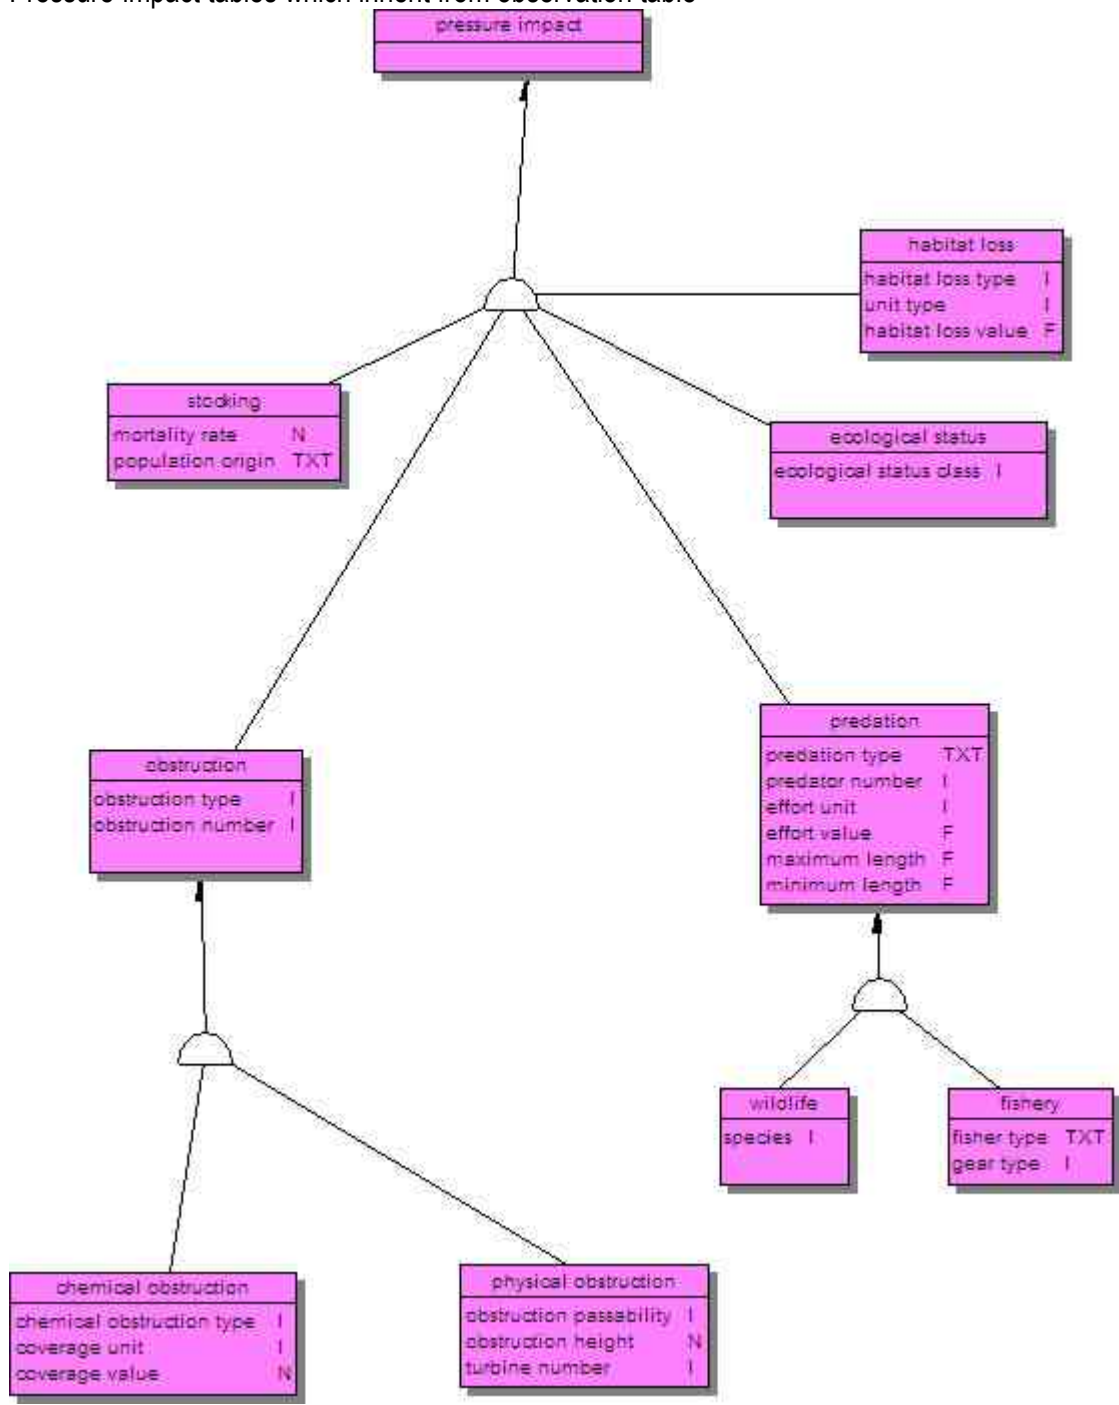 Pressure impact tables which inherit from observation table
pressure impact
habitat loss
habitat loss type I
unit type I
habitat loss value F
stocking
mortality rate N
population origin TXT
ecological status
ecological status class I
predation
predation type TXT
predator number I
effort unit I
effort value F
maximum length F
minimum length F
obstruction
obstruction type I
obstruction number I
wildlife
species I
fishery
fisher type TXT
gear type I
chemical obstruction
chemical obstruction type I
coverage unit I
coverage value N
physical obstruction
obstruction passability I
obstruction height N
turbine number I